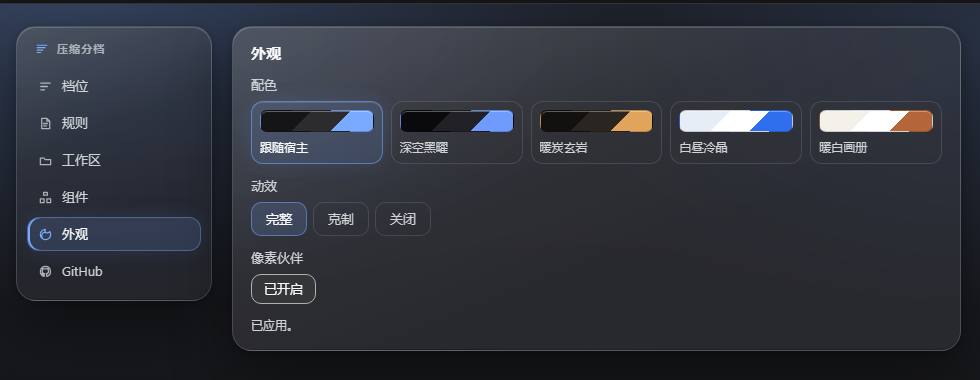 压缩分档
档位
规则
工作区
组件
外观
GitHub
外观
配色
跟随宿主
深空黑曜
暖炭玄岩
白昼冷晶
暖白画册
动效
完整
克制
关闭
像素伙伴
已开启
已应用。